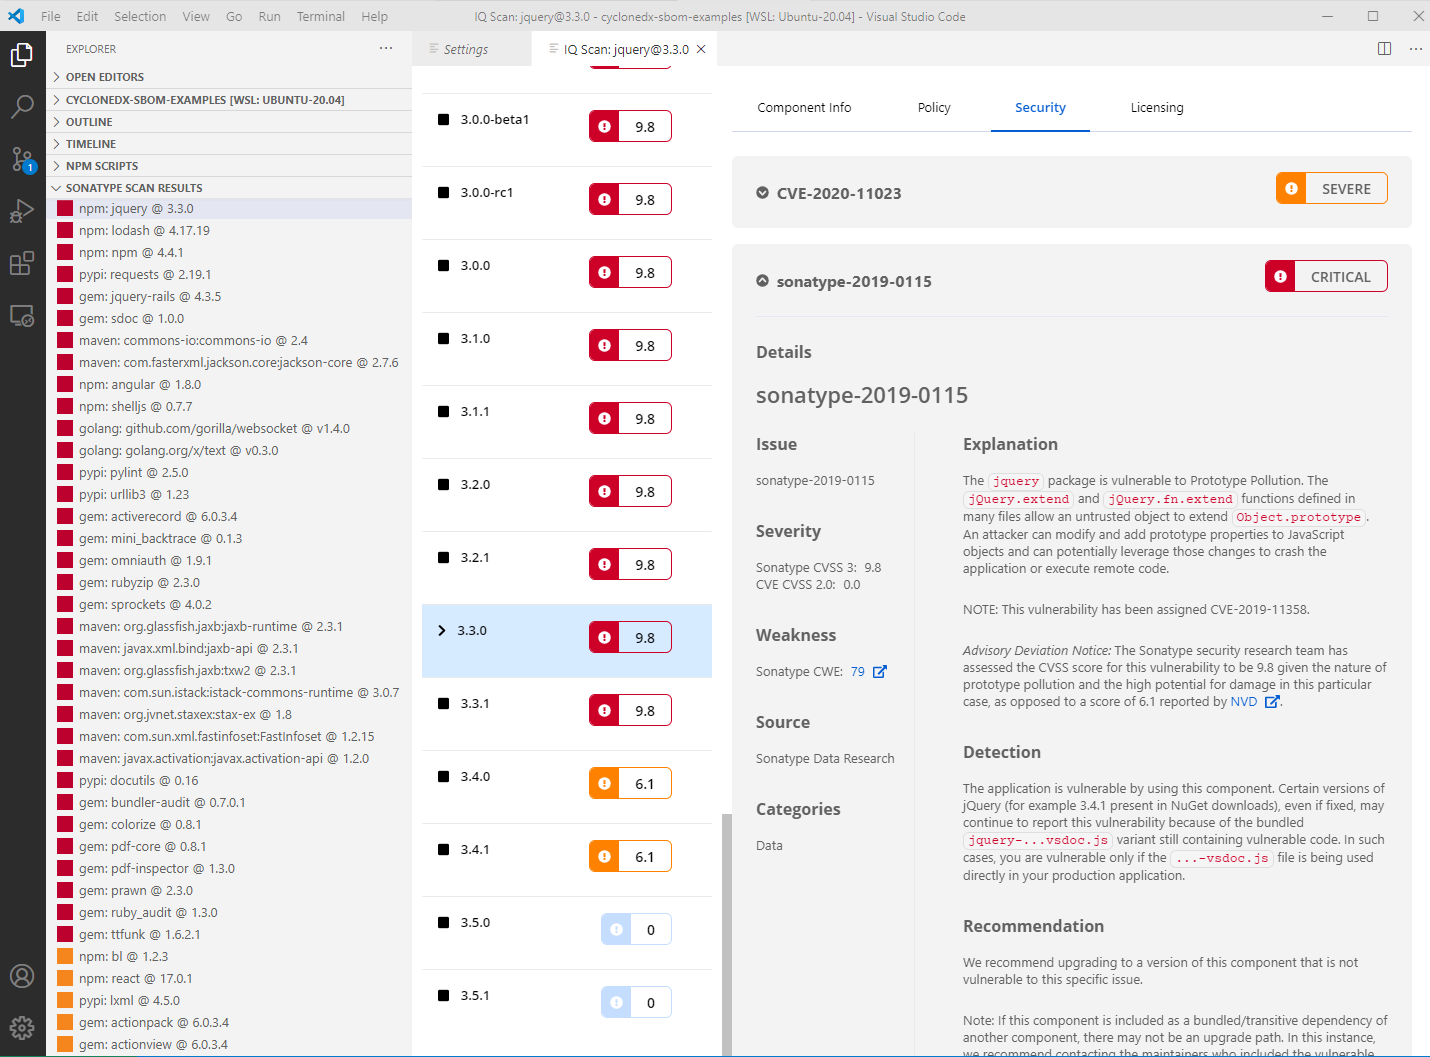 File Edit Selection View Go Run Terminal Help
IQ Scan: jquery@3.3.0 - cyclonedx-sbom-examples [WSL: Ubuntu-20.04] - Visual Studio Code
EXPLORER
OPEN EDITORS
CYCLONEDX-SBOM-EXAMPLES [WSL: UBUNTU-20.04]
OUTLINE
TIMELINE
NPM SCRIPTS
SONATYPE SCAN RESULTS
npm: jquery @ 3.3.0
npm: lodash @ 4.17.19
npm: npm @ 4.4.1
pypi: requests @ 2.19.1
gem: jquery-rails @ 4.3.5
gem: sdoc @ 1.0.0
maven: commons-io:commons-io @ 2.4
maven: com.fasterxml.jackson.core:jackson-core @ 2.7.6
npm: angular @ 1.8.0
npm: shelljs @ 0.7.7
golang: github.com/gorilla/websocket @ v1.4.0
golang: golang.org/x/text @ v0.3.0
pypi: pylint @ 2.5.0
pypi: urllib3 @ 1.23
gem: activerecord @ 6.0.3.4
gem: mini_backtrace @ 0.1.3
gem: omniauth @ 1.9.1
gem: rubyzip @ 2.3.0
gem: sprockets @ 4.0.2
maven: org.glassfish.jaxb:jaxb-runtime @ 2.3.1
maven: javax.xml.bind:jaxb-api @ 2.3.1
maven: org.glassfish.jaxb:txw2 @ 2.3.1
maven: com.sun.istack:istack-commons-runtime @ 3.0.7
maven: org.jvnet.staxex:stax-ex @ 1.8
maven: com.sun.xml.fastinfoset:FastInfoset @ 1.2.15
maven: javax.activation:javax.activation-api @ 1.2.0
pypi: docutils @ 0.16
gem: bundler-audit @ 0.7.0.1
gem: colorize @ 0.8.1
gem: pdf-core @ 0.8.1
gem: pdf-inspector @ 1.3.0
gem: prawn @ 2.3.0
gem: ruby_audit @ 1.3.0
gem: ttfunk @ 1.6.2.1
npm: bl @ 1.2.3
npm: react @ 17.0.1
pypi: lxml @ 4.5.0
gem: actionpack @ 6.0.3.4
gem: actionview @ 6.0.3.4
1
Settings
IQ Scan: jquery@3.3.0
3.0.0-beta1 9.8
3.0.0-rc1 9.8
3.0.0 9.8
3.1.0 9.8
3.1.1 9.8
3.2.0 9.8
3.2.1 9.8
3.3.0 9.8
3.3.1 9.8
3.4.0 6.1
3.4.1 6.1
3.5.0 0
3.5.1 0
Component Info Policy Security Licensing
CVE-2020-11023 SEVERE
sonatype-2019-0115 CRITICAL
Details
sonatype-2019-0115
Issue
sonatype-2019-0115
Severity
Sonatype CVSS 3: 9.8
CVE CVSS 2.0: 0.0
Weakness
Sonatype CWE: 79
Source
Sonatype Data Research
Categories
Data
Explanation
The jquery package is vulnerable to Prototype Pollution. The
jQuery.extend and jQuery.fn.extend functions defined in
many files allow an untrusted object to extend Object.prototype.
An attacker can modify and add prototype properties to JavaScript
objects and can potentially leverage those changes to crash the
application or execute remote code.
NOTE: This vulnerability has been assigned CVE-2019-11358.
Advisory Deviation Notice: The Sonatype security research team has
assessed the CVSS score for this vulnerability to be 9.8 given the nature of
prototype pollution and the high potential for damage in this particular
case, as opposed to a score of 6.1 reported by NVD.
Detection
The application is vulnerable by using this component. Certain versions of
jQuery (for example 3.4.1 present in NuGet downloads), even if fixed, may
continue to report this vulnerability because of the bundled
jquery-...vsdoc.js variant still containing vulnerable code. In such
cases, you are vulnerable only if the ...-vsdoc.js file is being used
directly in your production application.
Recommendation
We recommend upgrading to a version of this component that is not
vulnerable to this specific issue.
Note: If this component is included as a bundled/transitive dependency of
another component, there may not be an upgrade path. In this instance,
we recommend contacting the maintainers who included the vulnerable